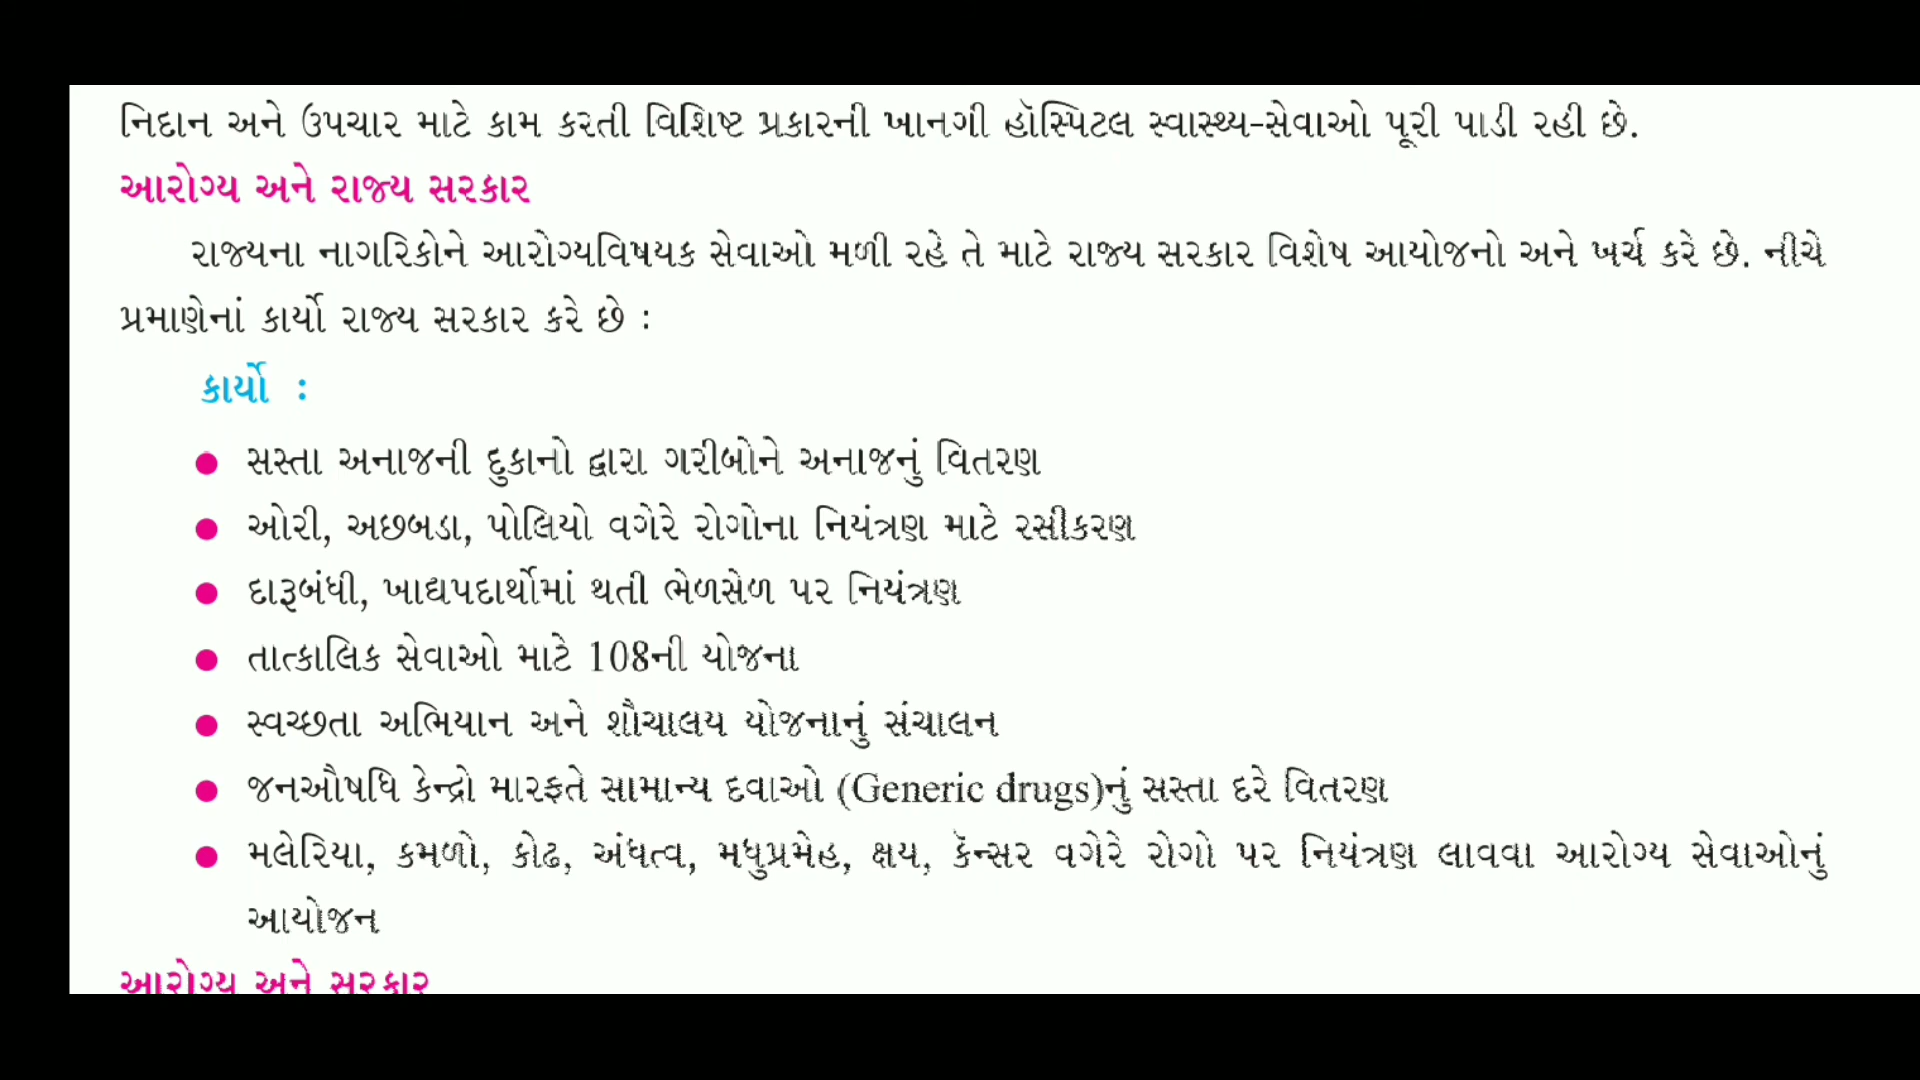 નિદાન અને ઉપચાર માટે કામ કરતી વિશિષ્ટ પ્રકારની ખાનગી હૉસ્પિટલ સ્વાસ્થ્ય-સેવાઓ પૂરી પાડી રહી છે.
આરોગ્ય અને રાજ્ય સરકાર
રાજ્યના નાગરિકોને આરોગ્યવિષયક સેવાઓ મળી રહે તે માટે રાજ્ય સરકાર વિશેષ આયોજનો અને ખર્ચ કરે છે. નીચે
પ્રમાણેનાં કાર્યો રાજ્ય સરકાર કરે છે :
કાર્યો :
● સસ્તા અનાજની દુકાનો દ્વારા ગરીબોને અનાજનું વિતરણ
● ઓરી, અછબડા, પોલિયો વગેરે રોગોના નિયંત્રણ માટે રસીકરણ
● દારૂબંધી, ખાદ્યપદાર્થોમાં થતી ભેળસેળ પર નિયંત્રણ
● તાત્કાલિક સેવાઓ માટે 108ની યોજના
● સ્વચ્છતા અભિયાન અને શૌચાલય યોજનાનું સંચાલન
● જનઔષધિ કેન્દ્રો મારફતે સામાન્ય દવાઓ (Generic drugs)નું સસ્તા દરે વિતરણ
● મલેરિયા, કમળો, કોઢ, અંધત્વ, મધુપ્રમેહ, ક્ષય, કૅન્સર વગેરે રોગો પર નિયંત્રણ લાવવા આરોગ્ય સેવાઓનું
આયોજન
આરોગ્ય અને સરકાર